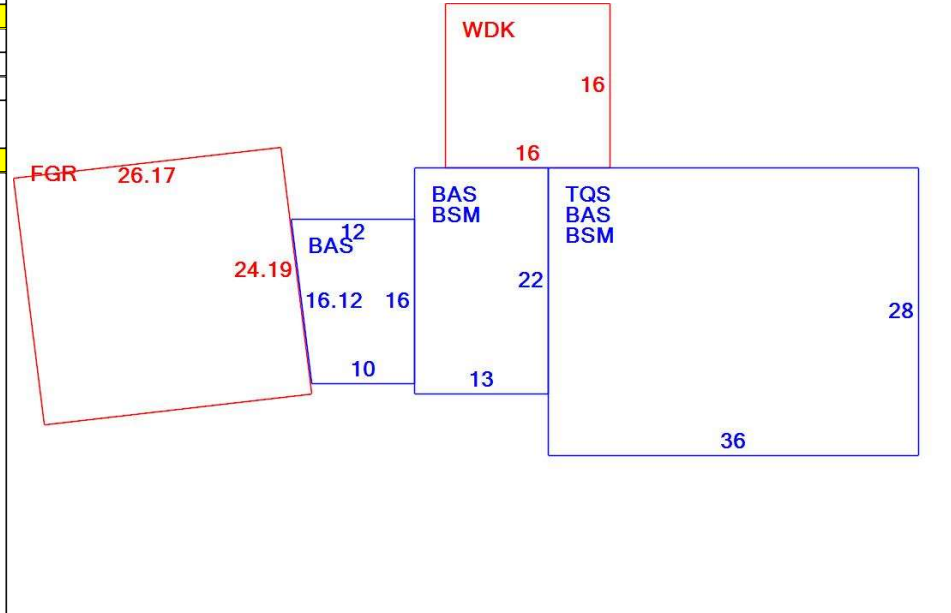 WDK
16
16
FGR 26.17
BAS
BSM
TQS
BAS
BSM
12
BAS
24.19
16.12
16
22
28
10
13
36